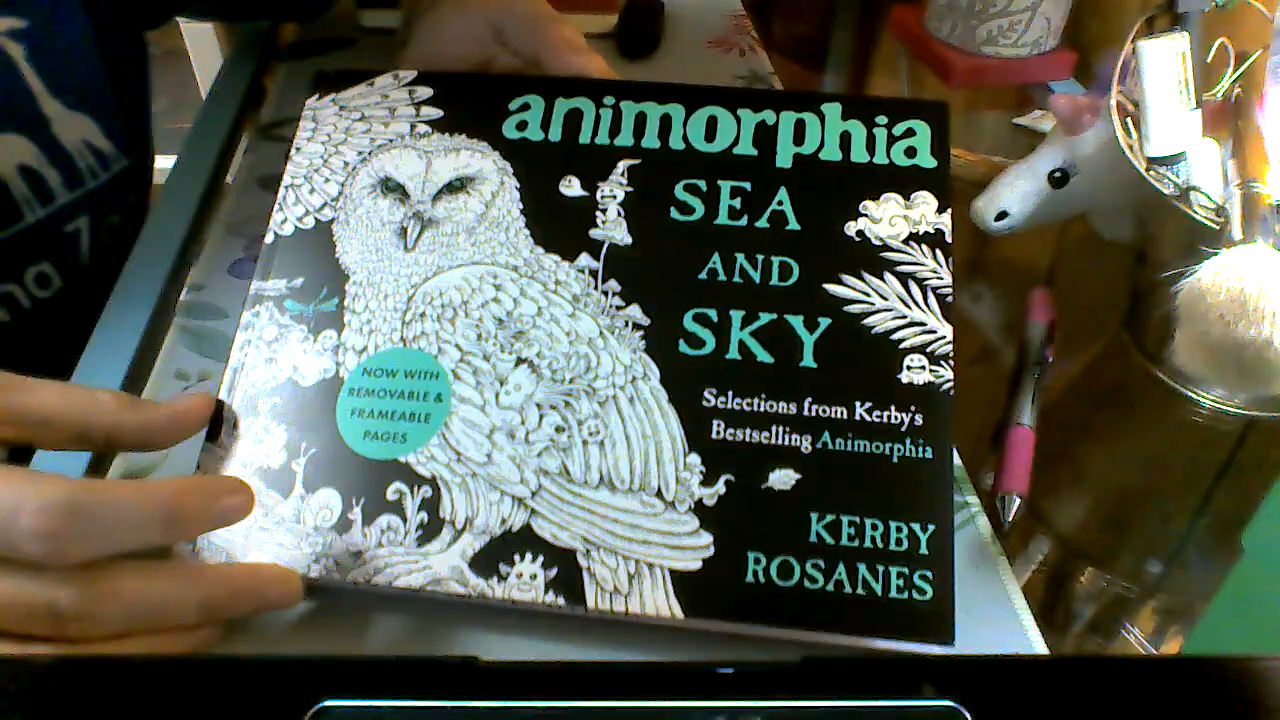 animorphia
SEA
AND
SKY
NOW WITH
REMOVABLE &
FRAMEABLE
PAGES
Selections from Kerby's
Bestselling Animorphia
KERBY
ROSANES